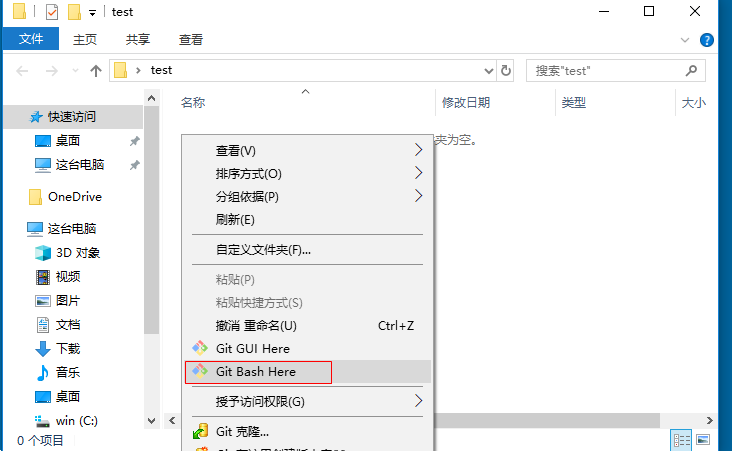 test
文件 主页 共享 查看
test 搜索"test"
名称 修改日期 类型 大小
快速访问
桌面
这台电脑
OneDrive
这台电脑
3D 对象
视频
图片
文档
下载
音乐
桌面
win (C:)
夹为空。
查看(V)
排序方式(O)
分组依据(P)
刷新(E)
自定义文件夹(F)...
粘贴(P)
粘贴快捷方式(S)
撤消 重命名(U) Ctrl+Z
Git GUI Here
Git Bash Here
授予访问权限(G)
Git 克隆...
0 个项目